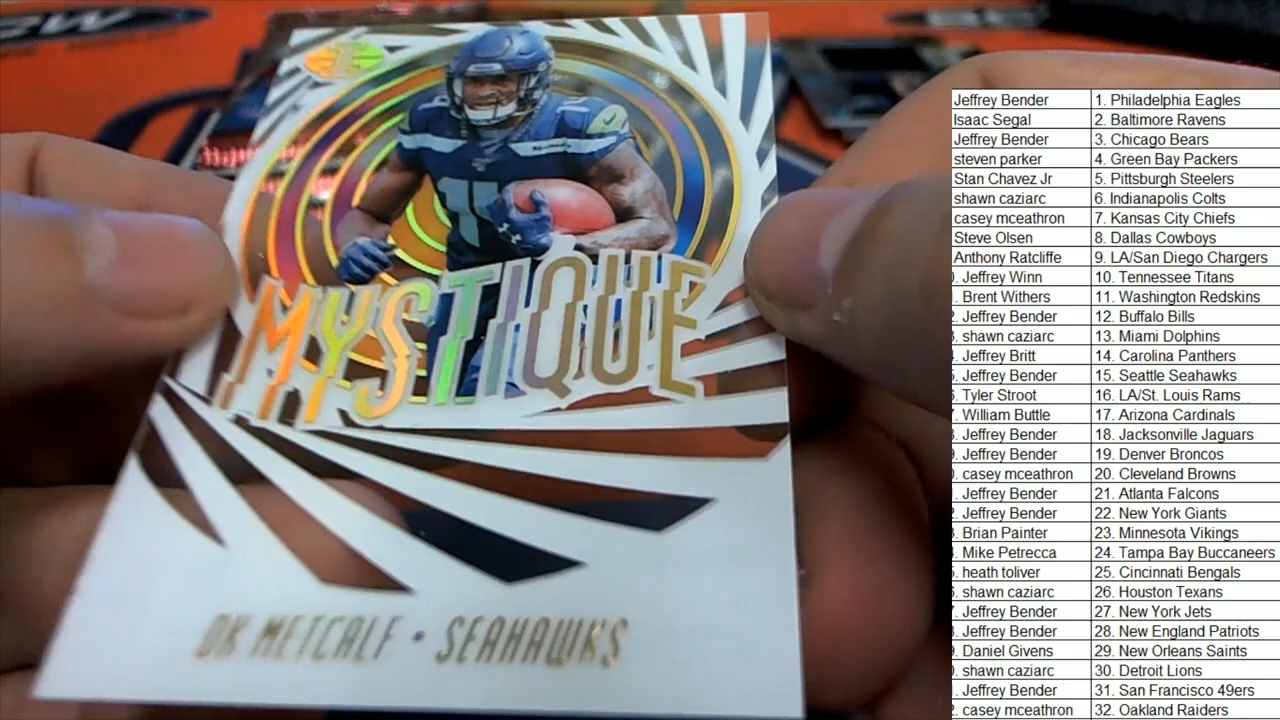 MYSTIQUE
DK METCALF • SEAHAWKS
Jeffrey Bender 1. Philadelphia Eagles
Isaac Segal 2. Baltimore Ravens
Jeffrey Bender 3. Chicago Bears
steven parker 4. Green Bay Packers
Stan Chavez Jr 5. Pittsburgh Steelers
shawn caziarc 6. Indianapolis Colts
casey mceathron 7. Kansas City Chiefs
Steve Olsen 8. Dallas Cowboys
Anthony Ratcliffe 9. LA/San Diego Chargers
. Jeffrey Winn 10. Tennessee Titans
. Brent Withers 11. Washington Redskins
. Jeffrey Bender 12. Buffalo Bills
. shawn caziarc 13. Miami Dolphins
. Jeffrey Britt 14. Carolina Panthers
. Jeffrey Bender 15. Seattle Seahawks
. Tyler Stroot 16. LA/St. Louis Rams
. William Buttle 17. Arizona Cardinals
. Jeffrey Bender 18. Jacksonville Jaguars
. Jeffrey Bender 19. Denver Broncos
. casey mceathron 20. Cleveland Browns
. Jeffrey Bender 21. Atlanta Falcons
. Jeffrey Bender 22. New York Giants
. Brian Painter 23. Minnesota Vikings
. Mike Petrecca 24. Tampa Bay Buccaneers
. heath toliver 25. Cincinnati Bengals
. shawn caziarc 26. Houston Texans
. Jeffrey Bender 27. New York Jets
. Jeffrey Bender 28. New England Patriots
. Daniel Givens 29. New Orleans Saints
. shawn caziarc 30. Detroit Lions
. Jeffrey Bender 31. San Francisco 49ers
. casey mceathron 32. Oakland Raiders